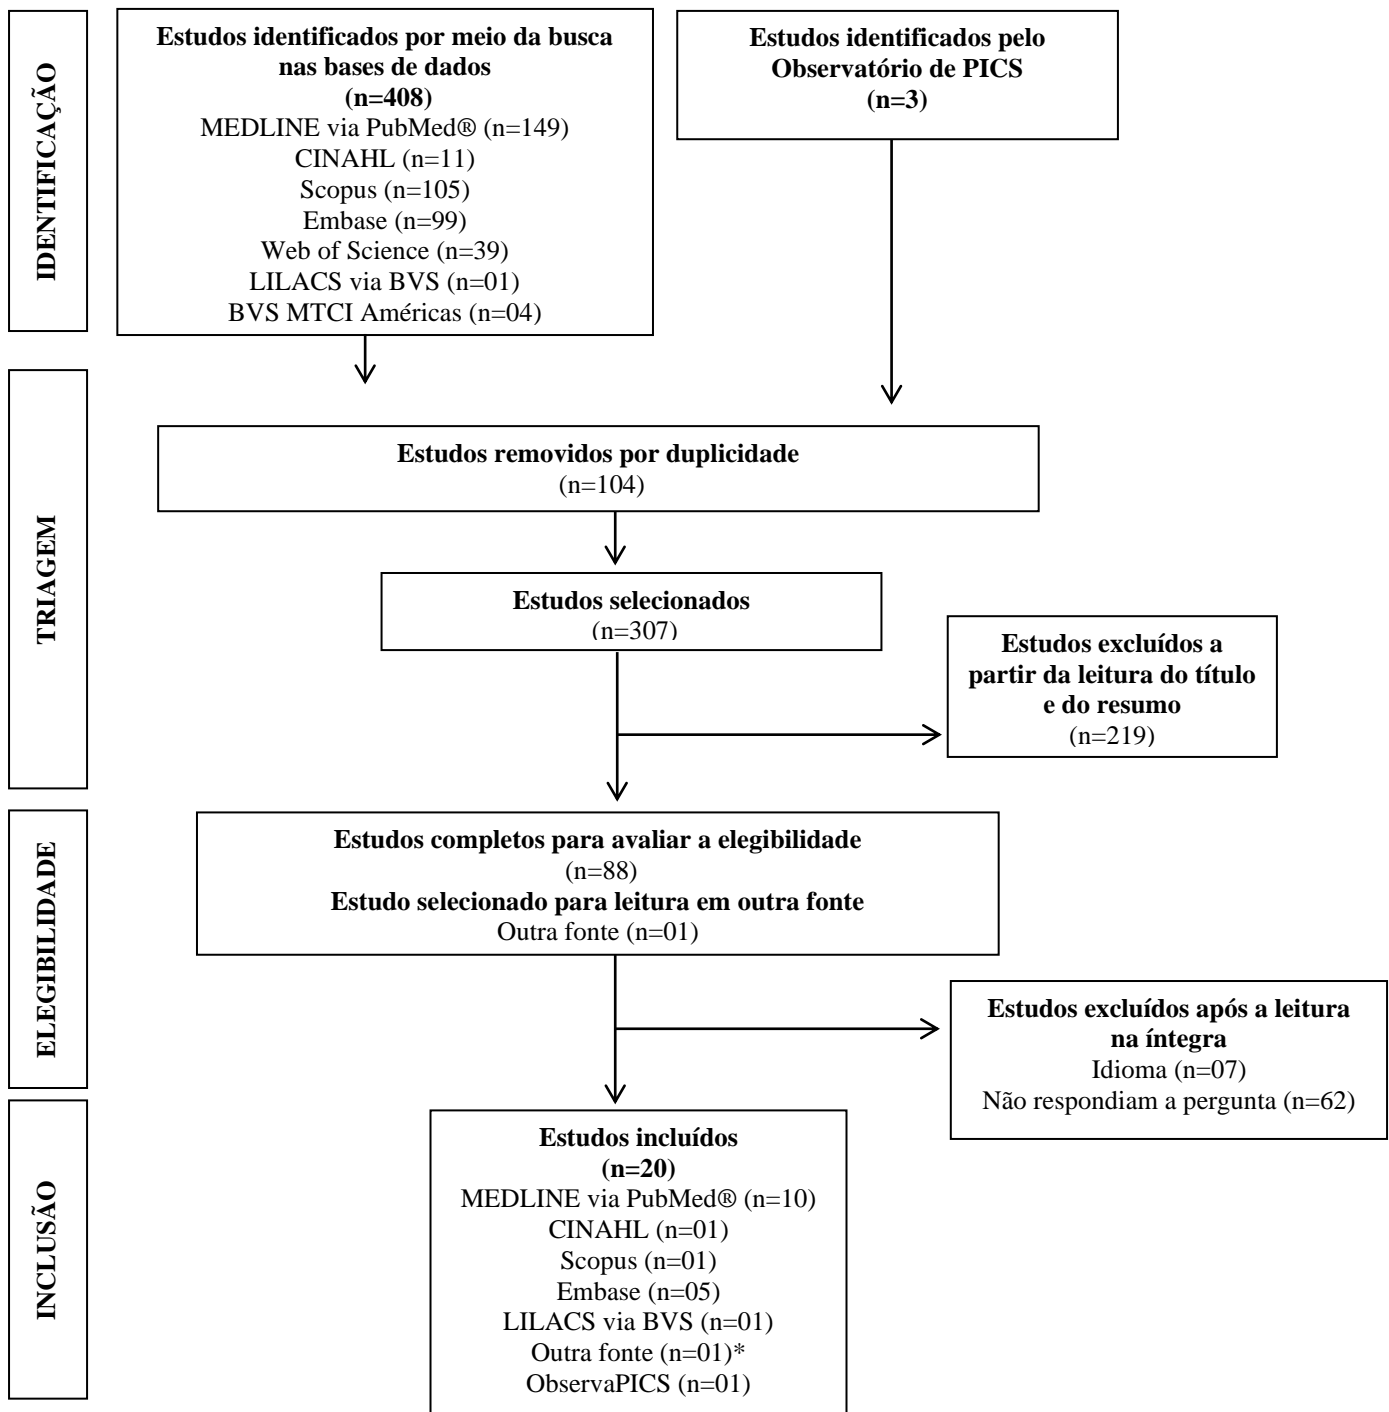 IDENTIFICAÇÃO
Estudos identificados por meio da busca
nas bases de dados
(n=408)
MEDLINE via PubMed® (n=149)
CINAHL (n=11)
Scopus (n=105)
Embase (n=99)
Web of Science (n=39)
LILACS via BVS (n=01)
BVS MTCI Américas (n=04)
Estudos identificados pelo
Observatório de PICS
(n=3)
TRIAGEM
Estudos removidos por duplicidade
(n=104)
Estudos selecionados
(n=307)
Estudos excluídos a
partir da leitura do título
e do resumo
(n=219)
ELEGIBILIDADE
Estudos completos para avaliar a elegibilidade
(n=88)
Estudo selecionado para leitura em outra fonte
Outra fonte (n=01)
Estudos excluídos após a leitura
na íntegra
Idioma (n=07)
Não respondiam a pergunta (n=62)
INCLUSÃO
Estudos incluídos
(n=20)
MEDLINE via PubMed® (n=10)
CINAHL (n=01)
Scopus (n=01)
Embase (n=05)
LILACS via BVS (n=01)
Outra fonte (n=01)*
ObservaPICS (n=01)